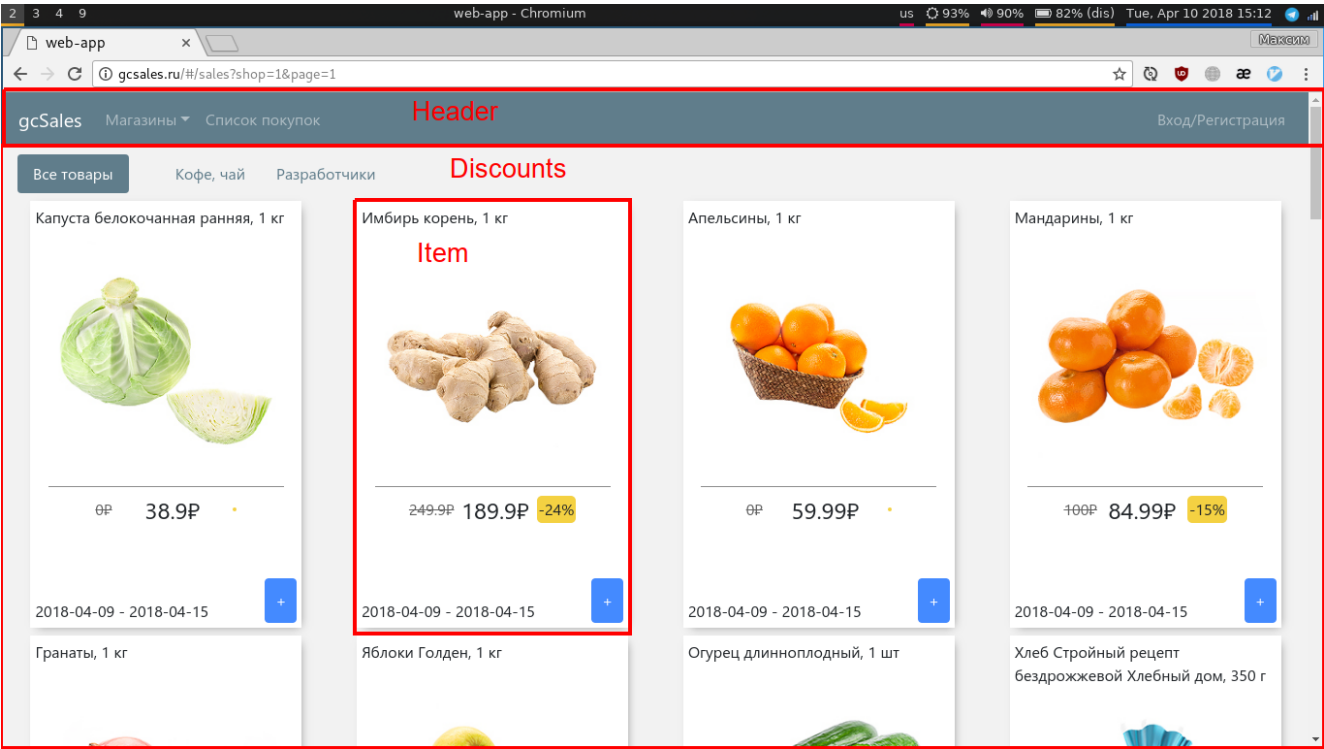 2 3 4 9 web-app - Chromium us 93% 90% 82% (dis) Tue, Apr 10 2018 15:12
web-app Максим
gcsales.ru/#/sales?shop=1&page=1
gcSales Магазины Список покупок Header Вход/Регистрация
Все товары Кофе, чай Разработчики Discounts
Капуста белокочанная ранняя, 1 кг
0₽ 38.9₽
2018-04-09 - 2018-04-15 +
Имбирь корень, 1 кг
Item
249.9₽ 189.9₽ -24%
2018-04-09 - 2018-04-15 +
Апельсины, 1 кг
0₽ 59.99₽
2018-04-09 - 2018-04-15 +
Мандарины, 1 кг
100₽ 84.99₽ -15%
2018-04-09 - 2018-04-15 +
Гранаты, 1 кг
Яблоки Голден, 1 кг
Огурец длинноплодный, 1 шт
Хлеб Стройный рецепт
бездрожжевой Хлебный дом, 350 г